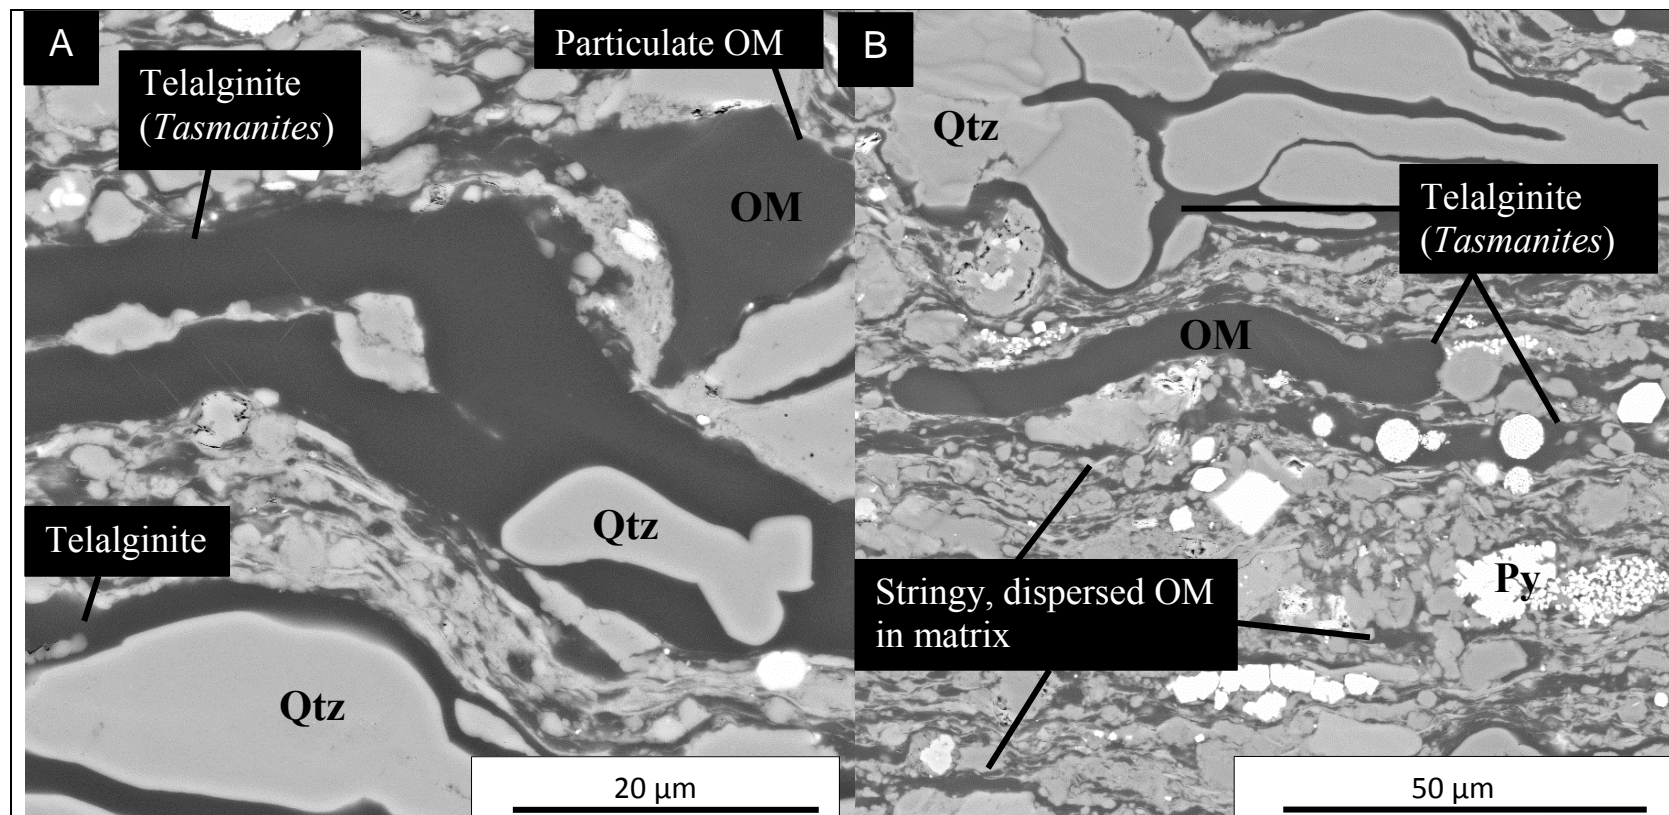 A
Particulate OM
Telalginite
(Tasmanites)
OM
Telalginite
Qtz
Qtz
20 µm
B
Qtz
Telalginite
(Tasmanites)
OM
Py
Stringy, dispersed OM
in matrix
50 µm